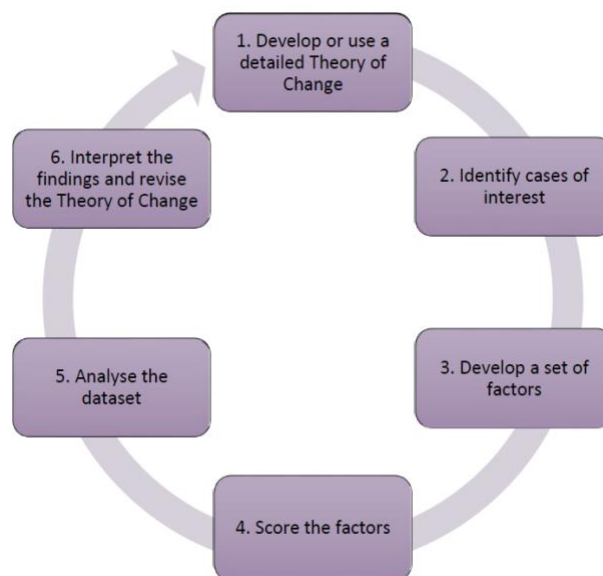 1. Develop or use a
detailed Theory of
Change
2. Identify cases of
interest
3. Develop a set of
factors
4. Score the factors
5. Analyse the
dataset
6. Interpret the
findings and revise
the Theory of Change